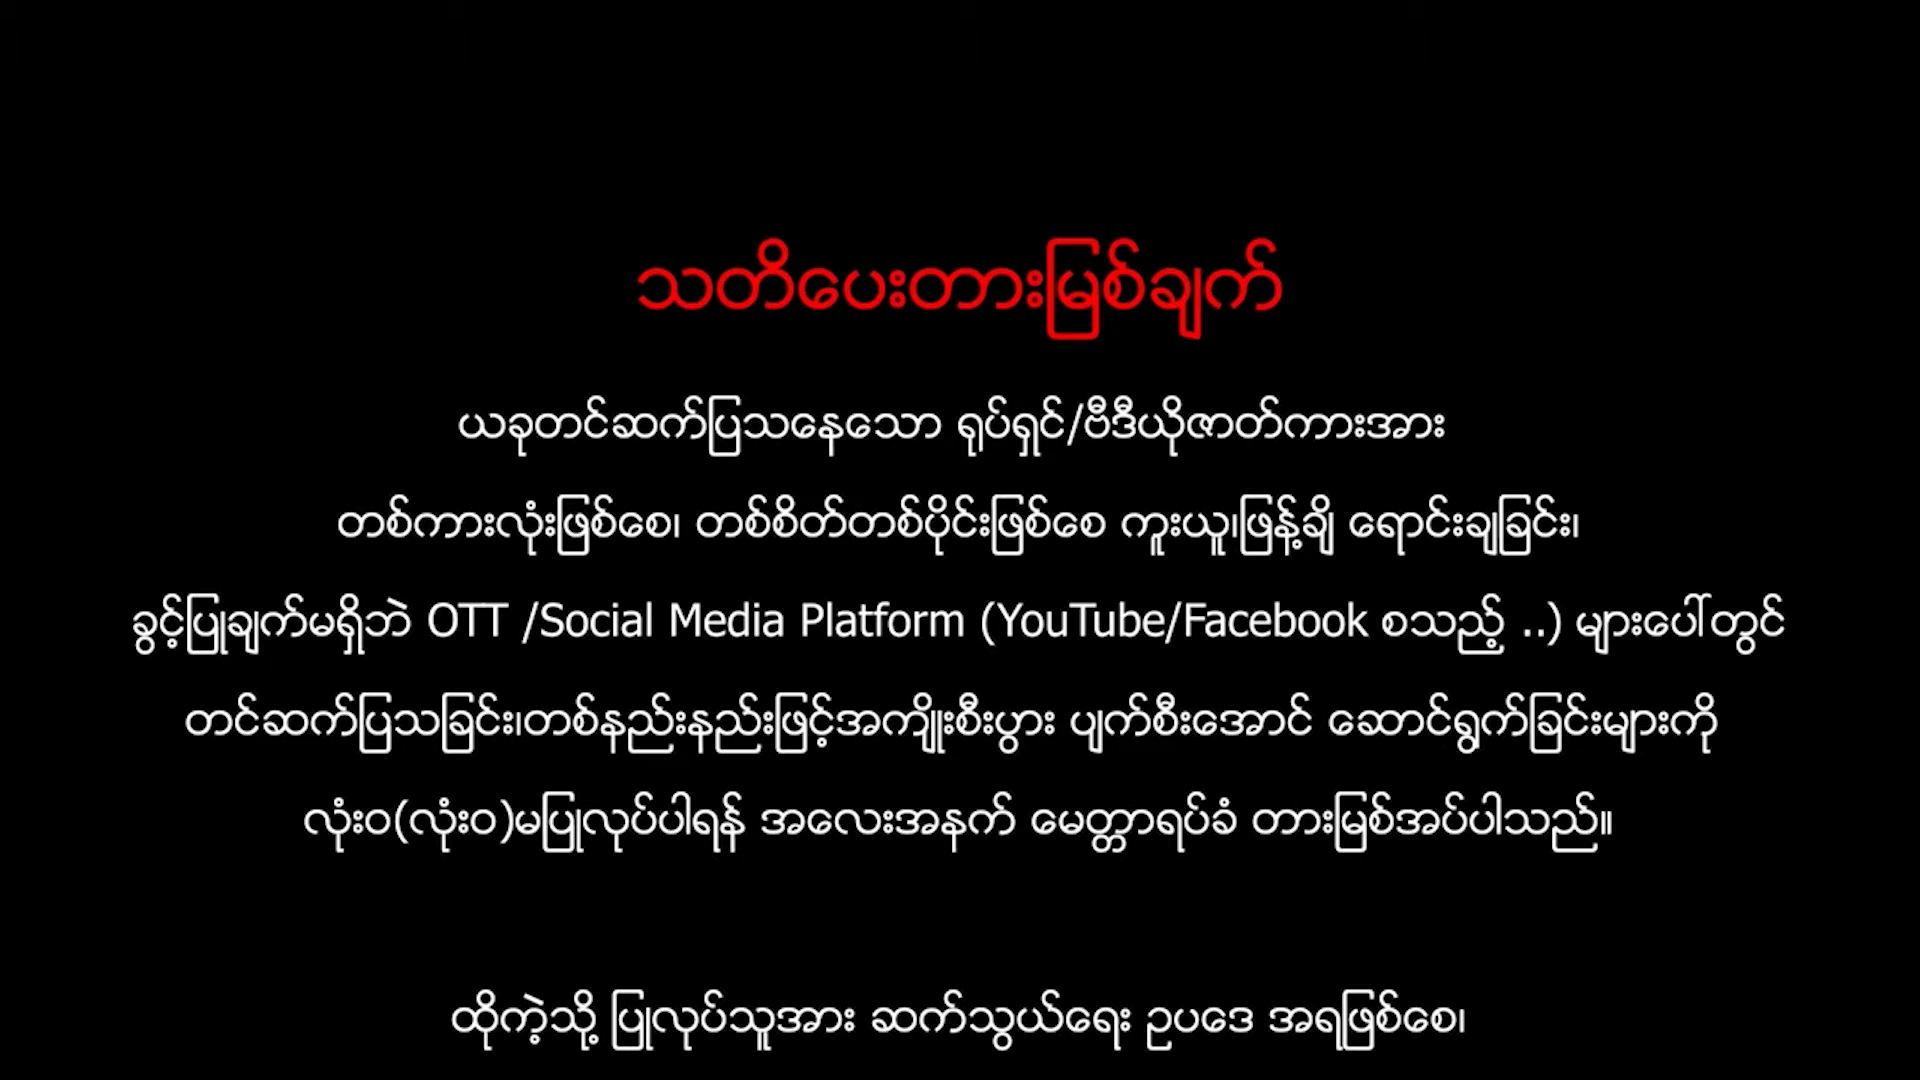 သတိပေးတားမြစ်ချက်
ယခုတင်ဆက်ပြသနေသော ရုပ်ရှင်/ဗီဒီယိုဇာတ်ကားအား
တစ်ကားလုံးဖြစ်စေ၊ တစ်စိတ်တစ်ပိုင်းဖြစ်စေ ကူးယူ၊ဖြန့်ချိ ရောင်းချခြင်း၊
ခွင့်ပြုချက်မရှိဘဲ OTT /Social Media Platform (YouTube/Facebook စသည့် ..) များပေါ်တွင်
တင်ဆက်ပြသခြင်း၊တစ်နည်းနည်းဖြင့်အကျိုးစီးပွား ပျက်စီးအောင် ဆောင်ရွက်ခြင်းများကို
လုံးဝ(လုံးဝ)မပြုလုပ်ပါရန် အလေးအနက် မေတ္တာရပ်ခံ တားမြစ်အပ်ပါသည်။
ထိုကဲ့သို့ ပြုလုပ်သူအား ဆက်သွယ်ရေး ဥပဒေ အရဖြစ်စေ၊